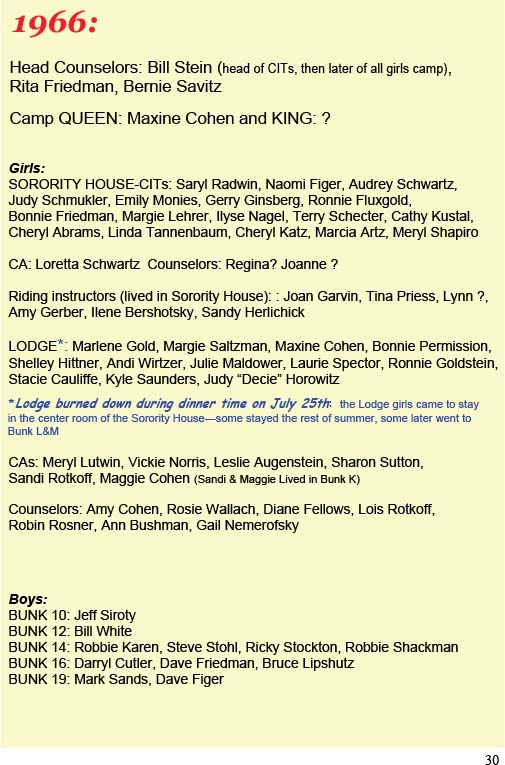 1966:
Head Counselors: Bill Stein (head of CITs, then later of all girls camp),
Rita Friedman, Bernie Savitz
Camp QUEEN: Maxine Cohen and KING: ?
Girls:
SORORITY HOUSE-CITs: Saryl Radwin, Naomi Figer, Audrey Schwartz,
Judy Schmukler, Emily Monies, Gerry Ginsberg, Ronnie Fluxgold,
Bonnie Friedman, Margie Lehrer, Ilyse Nagel, Terry Schecter, Cathy Kustal,
Cheryl Abrams, Linda Tannenbaum, Cheryl Katz, Marcia Artz, Meryl Shapiro
CA: Loretta Schwartz  Counselors: Regina? Joanne ?
Riding instructors (lived in Sorority House): : Joan Garvin, Tina Priess, Lynn ?,
Amy Gerber, Ilene Bershotsky, Sandy Herlichick
LODGE*: Marlene Gold, Margie Saltzman, Maxine Cohen, Bonnie Permission,
Shelley Hittner, Andi Wirtzer, Julie Maldower, Laurie Spector, Ronnie Goldstein,
Stacie Cauliffe, Kyle Saunders, Judy “Decie” Horowitz
*Lodge burned down during dinner time on July 25th: the Lodge girls came to stay
in the center room of the Sorority House—some stayed the rest of summer, some later went to
Bunk L&M
CAs: Meryl Lutwin, Vickie Norris, Leslie Augenstein, Sharon Sutton,
Sandi Rotkoff, Maggie Cohen (Sandi & Maggie Lived in Bunk K)
Counselors: Amy Cohen, Rosie Wallach, Diane Fellows, Lois Rotkoff,
Robin Rosner, Ann Bushman, Gail Nemerofsky
Boys:
BUNK 10: Jeff Siroty
BUNK 12: Bill White
BUNK 14: Robbie Karen, Steve Stohl, Ricky Stockton, Robbie Shackman
BUNK 16: Darryl Cutler, Dave Friedman, Bruce Lipshutz
BUNK 19: Mark Sands, Dave Figer
30